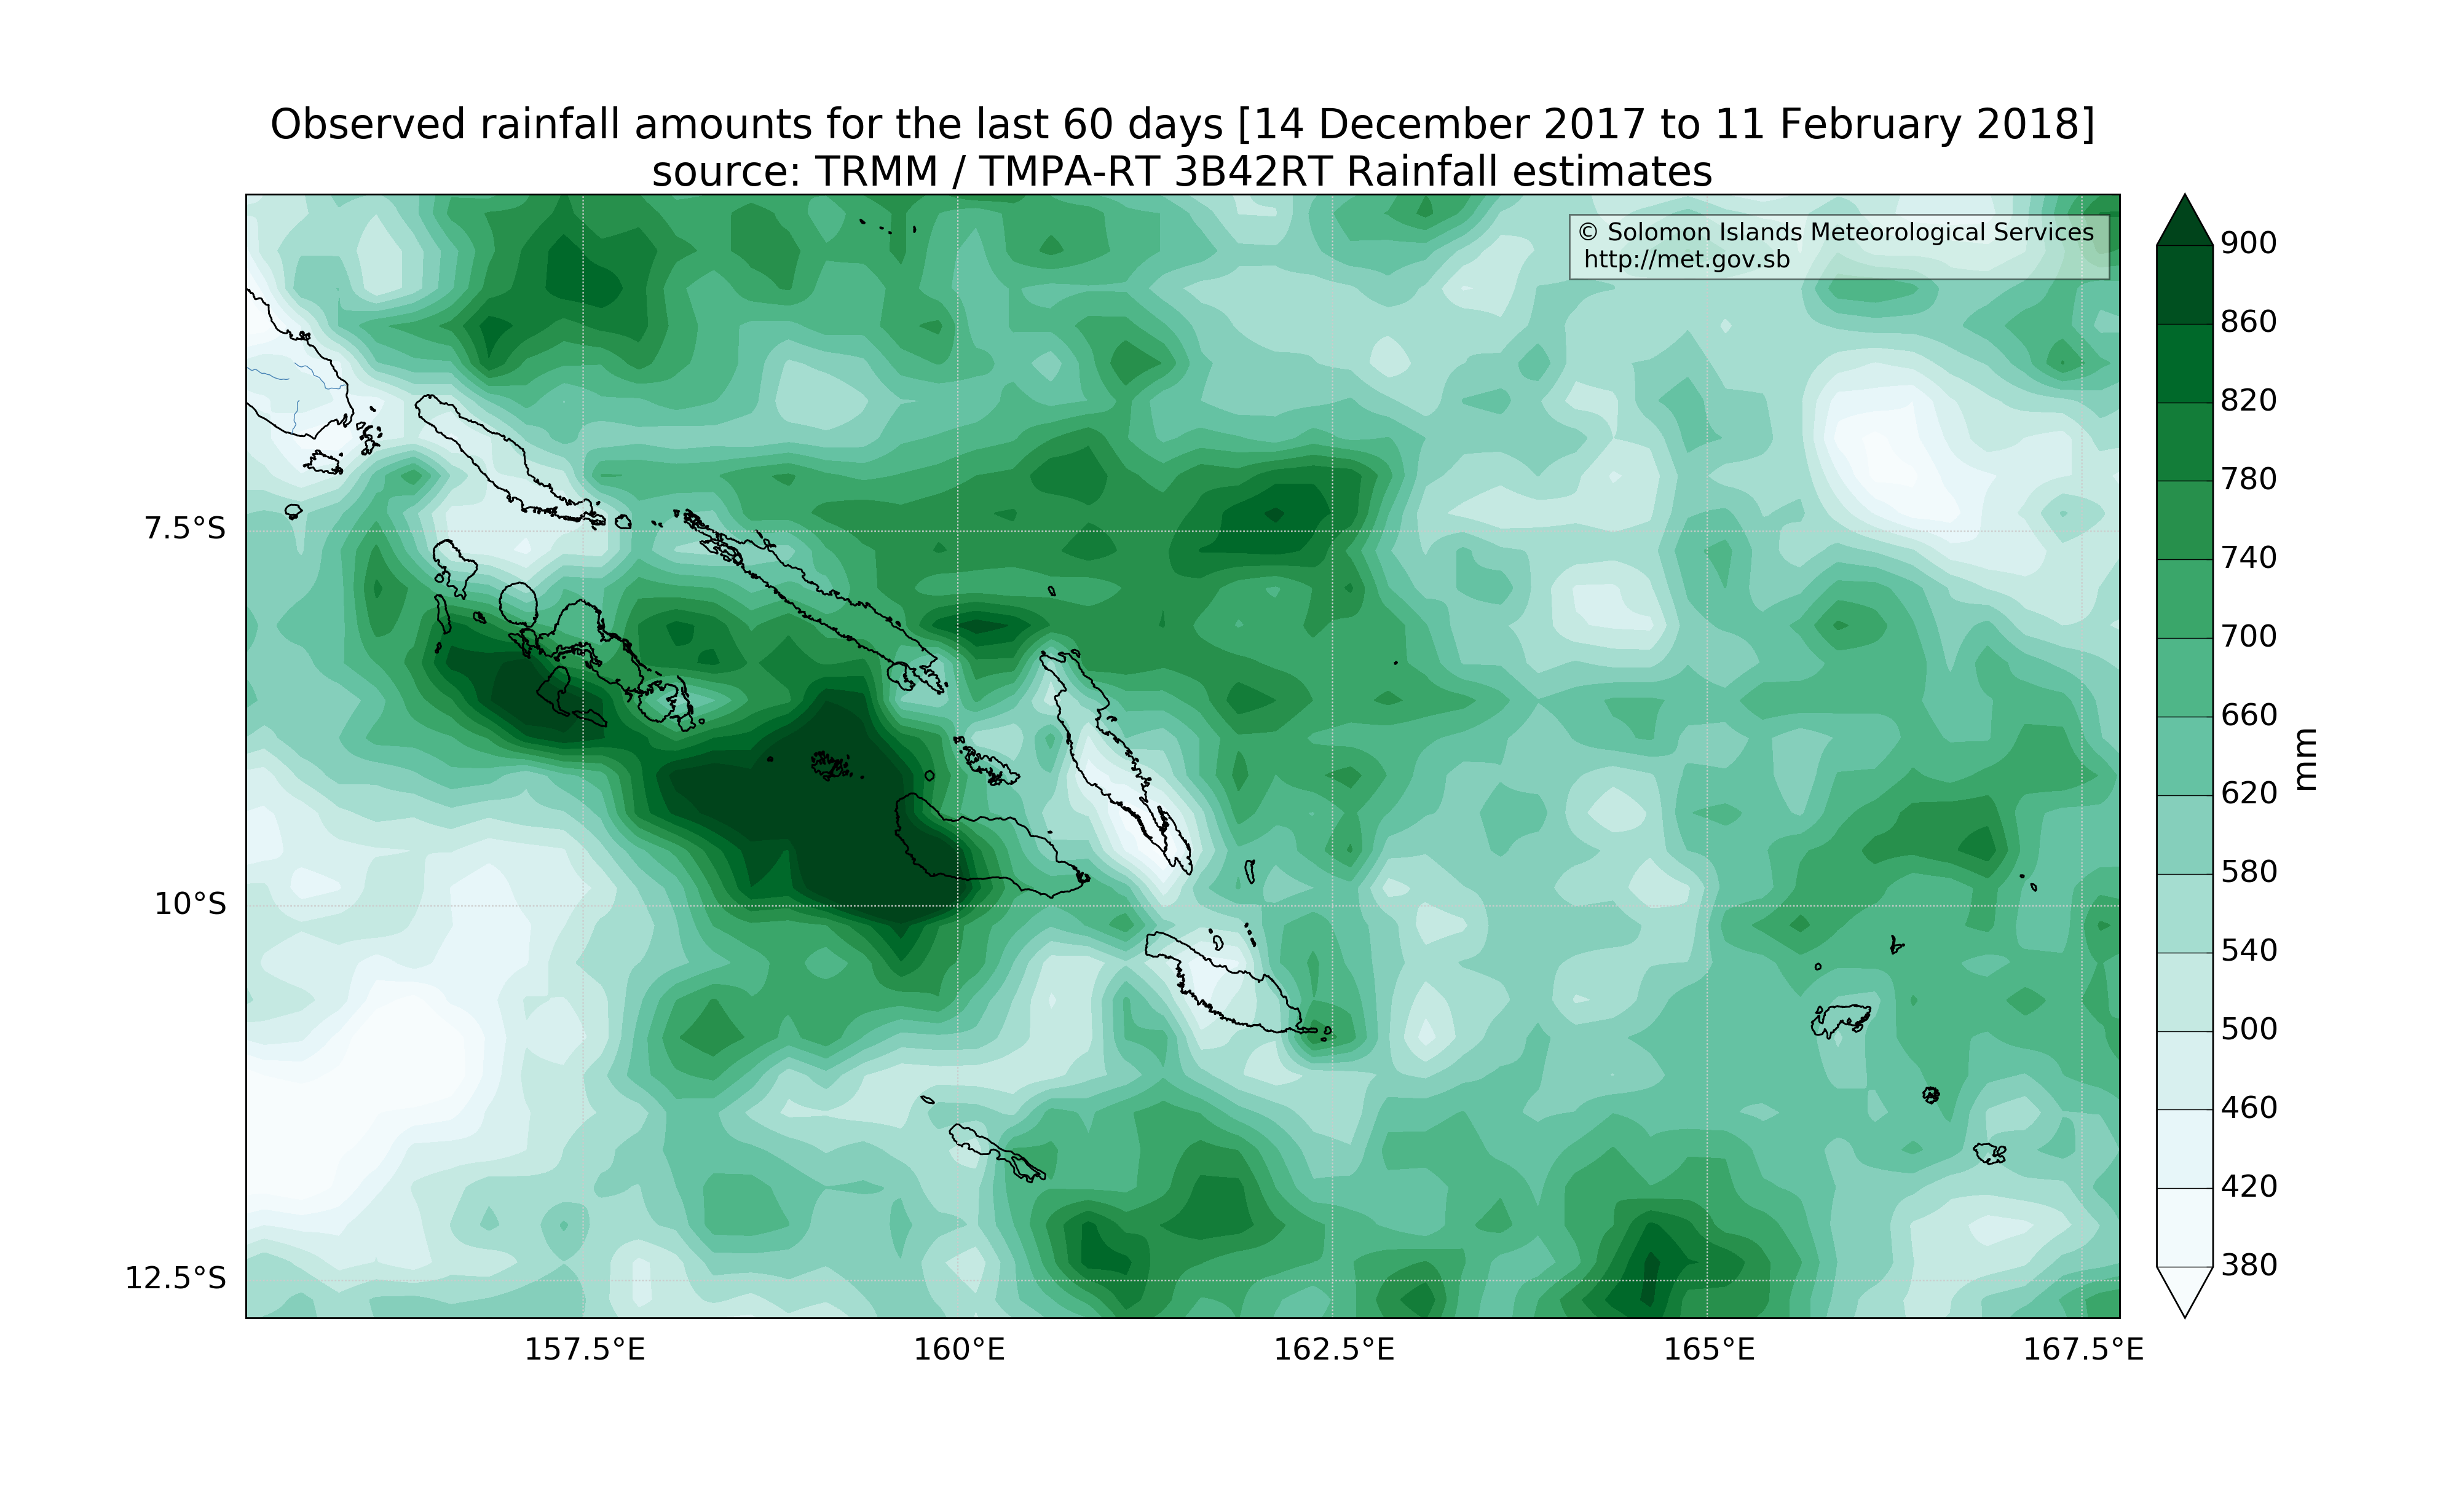 Observed rainfall amounts for the last 60 days [14 December 2017 to 11 February 2018]
source: TRMM / TMPA-RT 3B42RT Rainfall estimates
© Solomon Islands Meteorological Services
http://met.gov.sb
7.5°S
10°S
12.5°S
157.5°E
160°E
162.5°E
165°E
167.5°E
900
860
820
780
740
700
660
620
580
540
500
460
420
380
mm